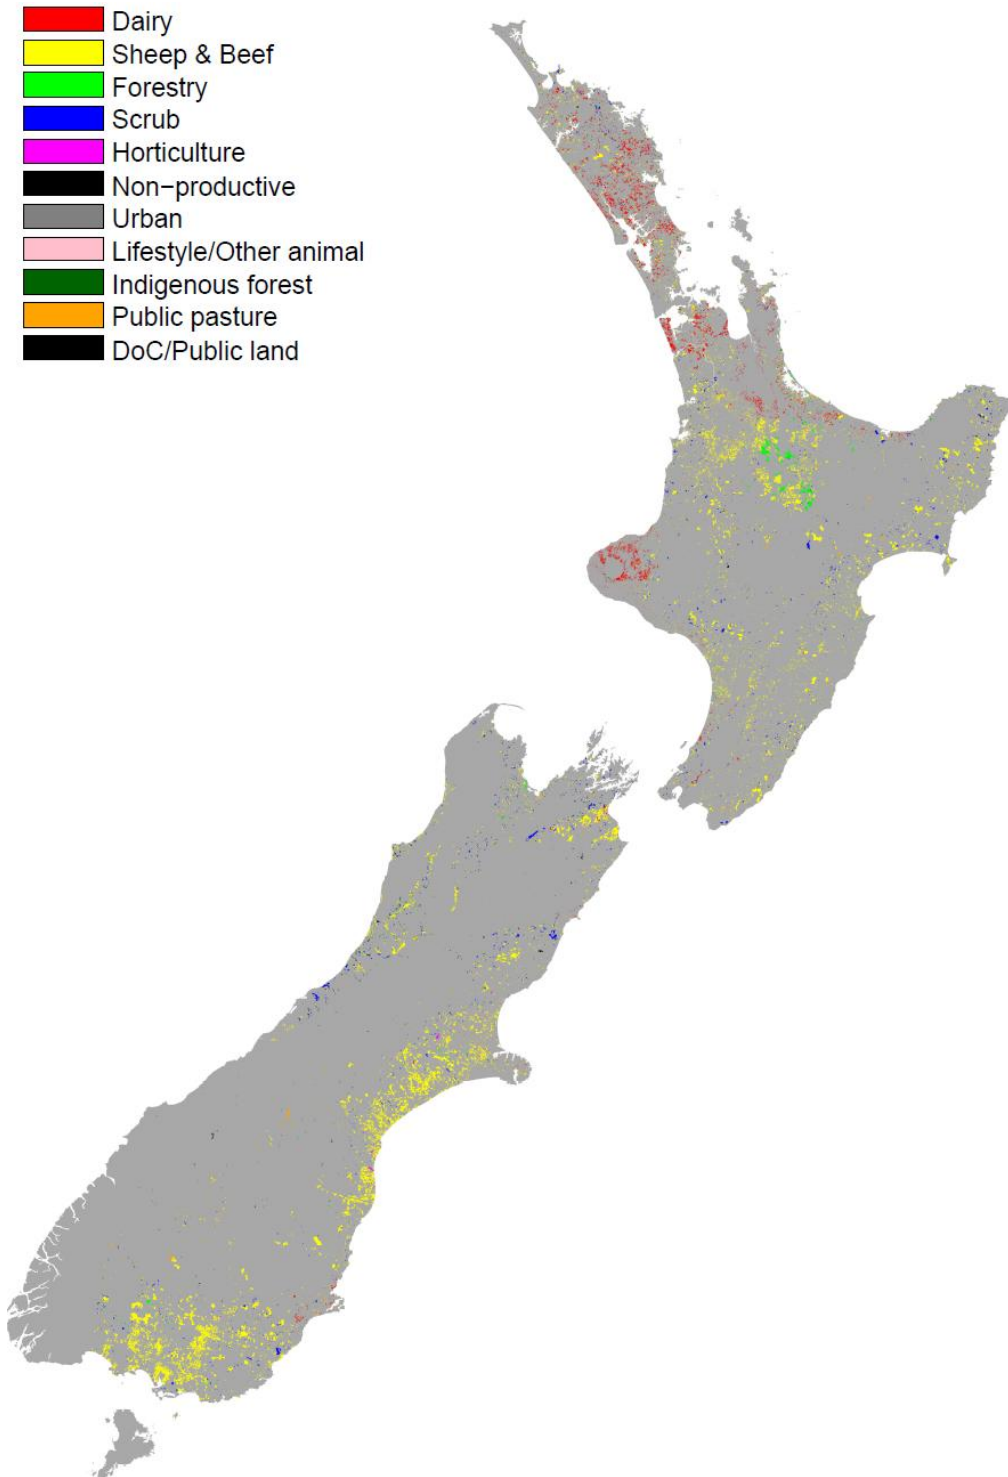 Dairy
Sheep & Beef
Forestry
Scrub
Horticulture
Non−productive
Urban
Lifestyle/Other animal
Indigenous forest
Public pasture
DoC/Public land